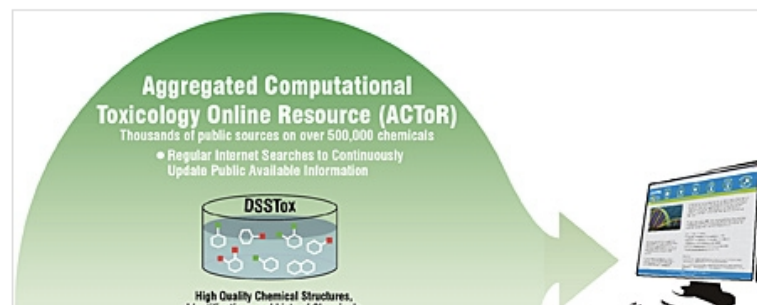 Aggregated Computational
Toxicology Online Resource (ACToR)
Thousands of public sources on over 500,000 chemicals
● Regular Internet Searches to Continuously
Update Public Available Information
DSSTox
High Quality Chemical Structures,